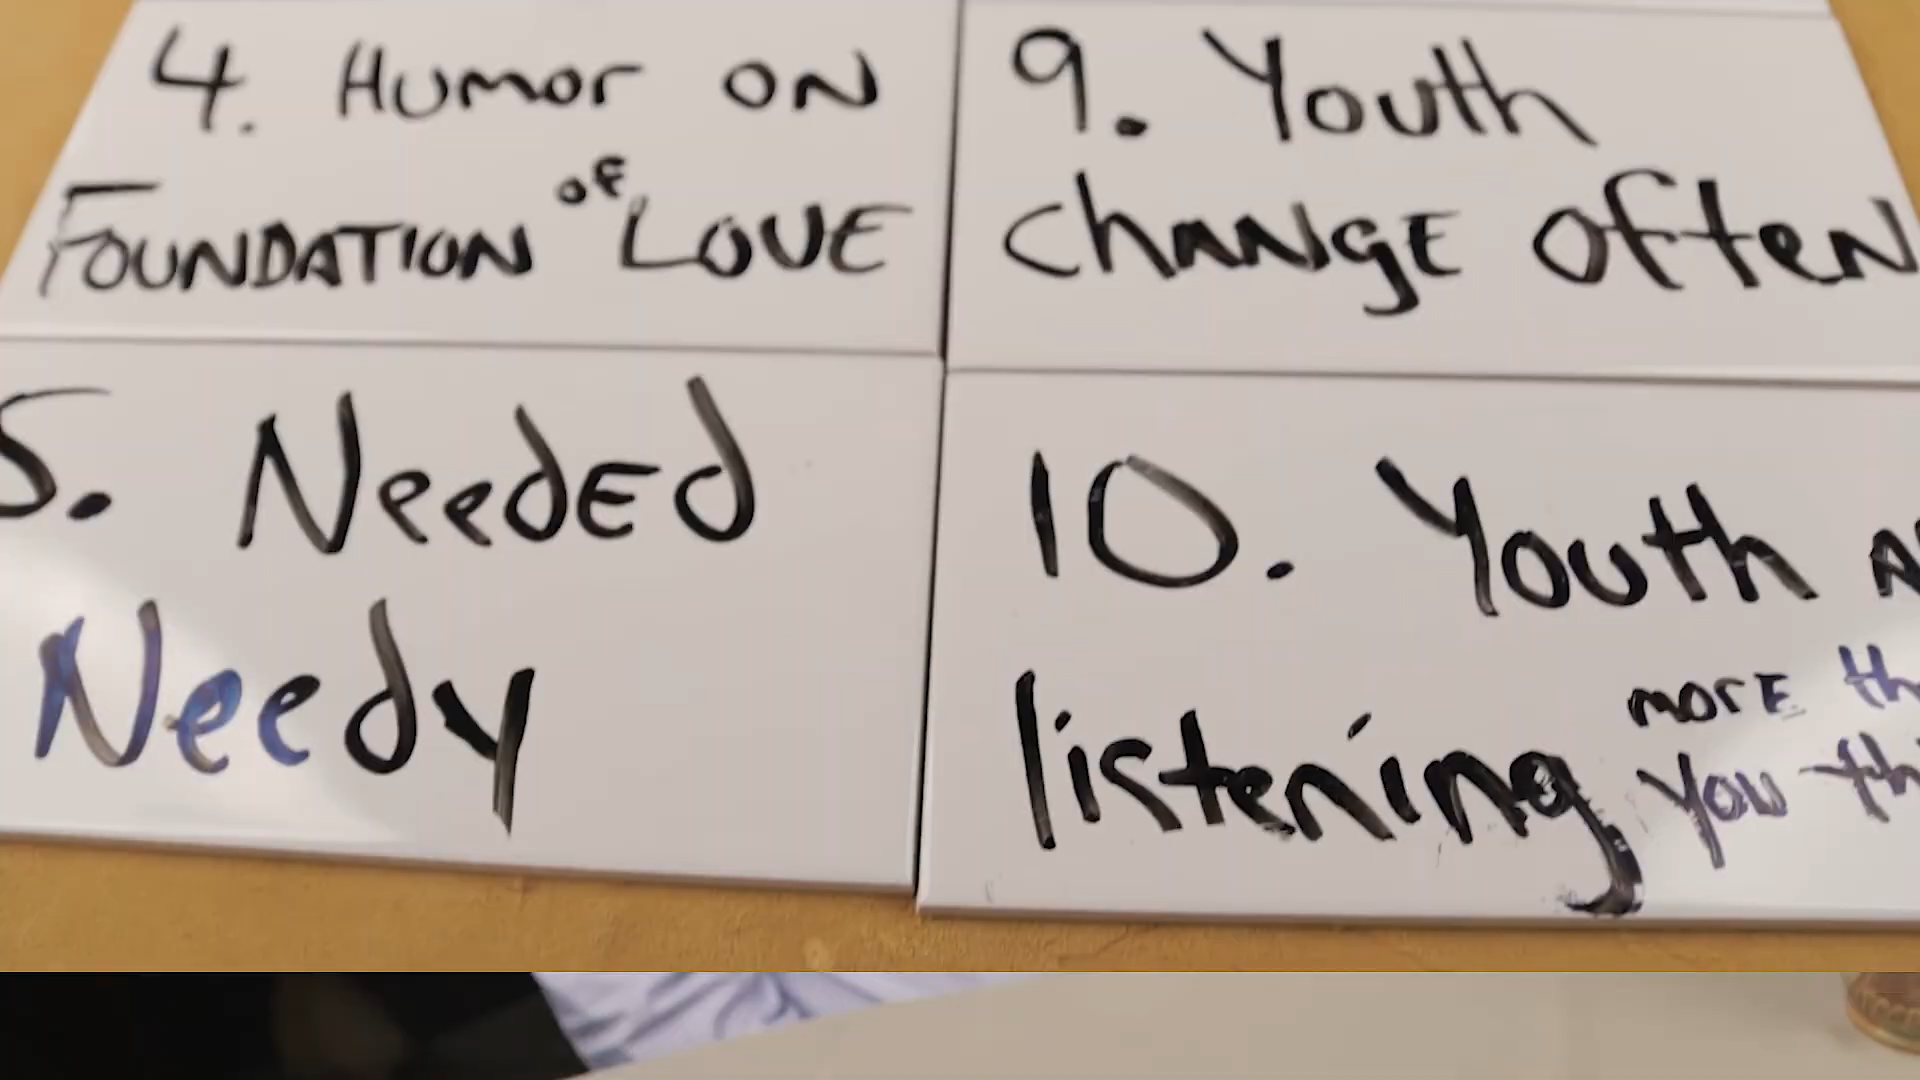 4. Humor ON
FOUNDATION of LOVE
5. Needed
Needy
9. Youth
change often
10. Youth
listening more
you